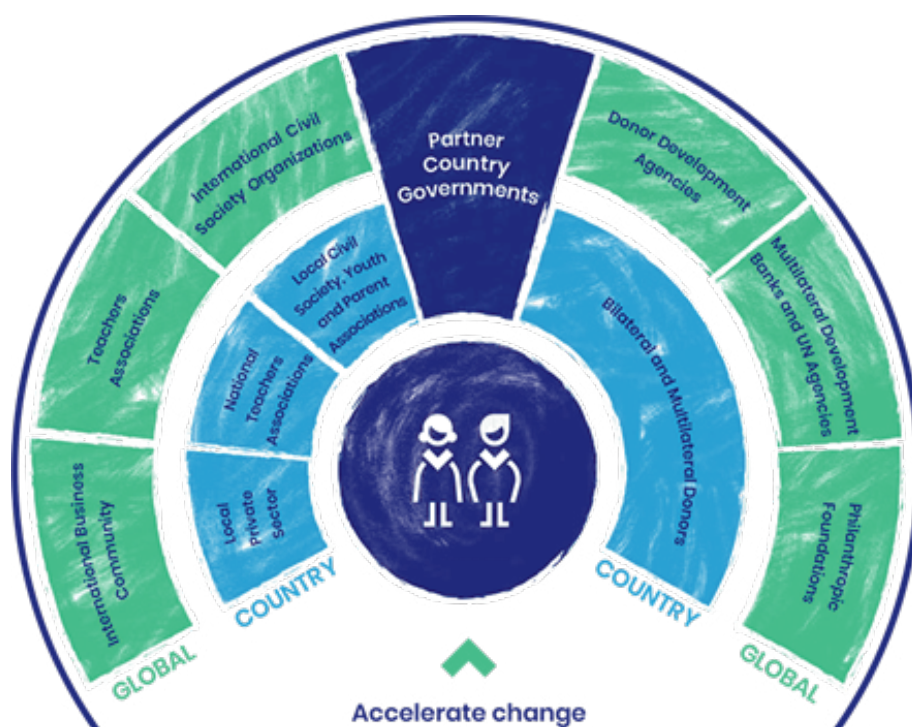 International Civil
Society Organizations
Partner
Country
Governments
Donor Development
Agencies
Teachers
Associations
Local Civil
Society, Youth
and Parent
Associations
Multilateral Development
Banks and UN Agencies
National
Teachers
Associations
Bilateral and Multilateral Donors
International Business
Community
Local
Private
Sector
Philanthropic
Foundations
COUNTRY
COUNTRY
GLOBAL
GLOBAL
Accelerate change